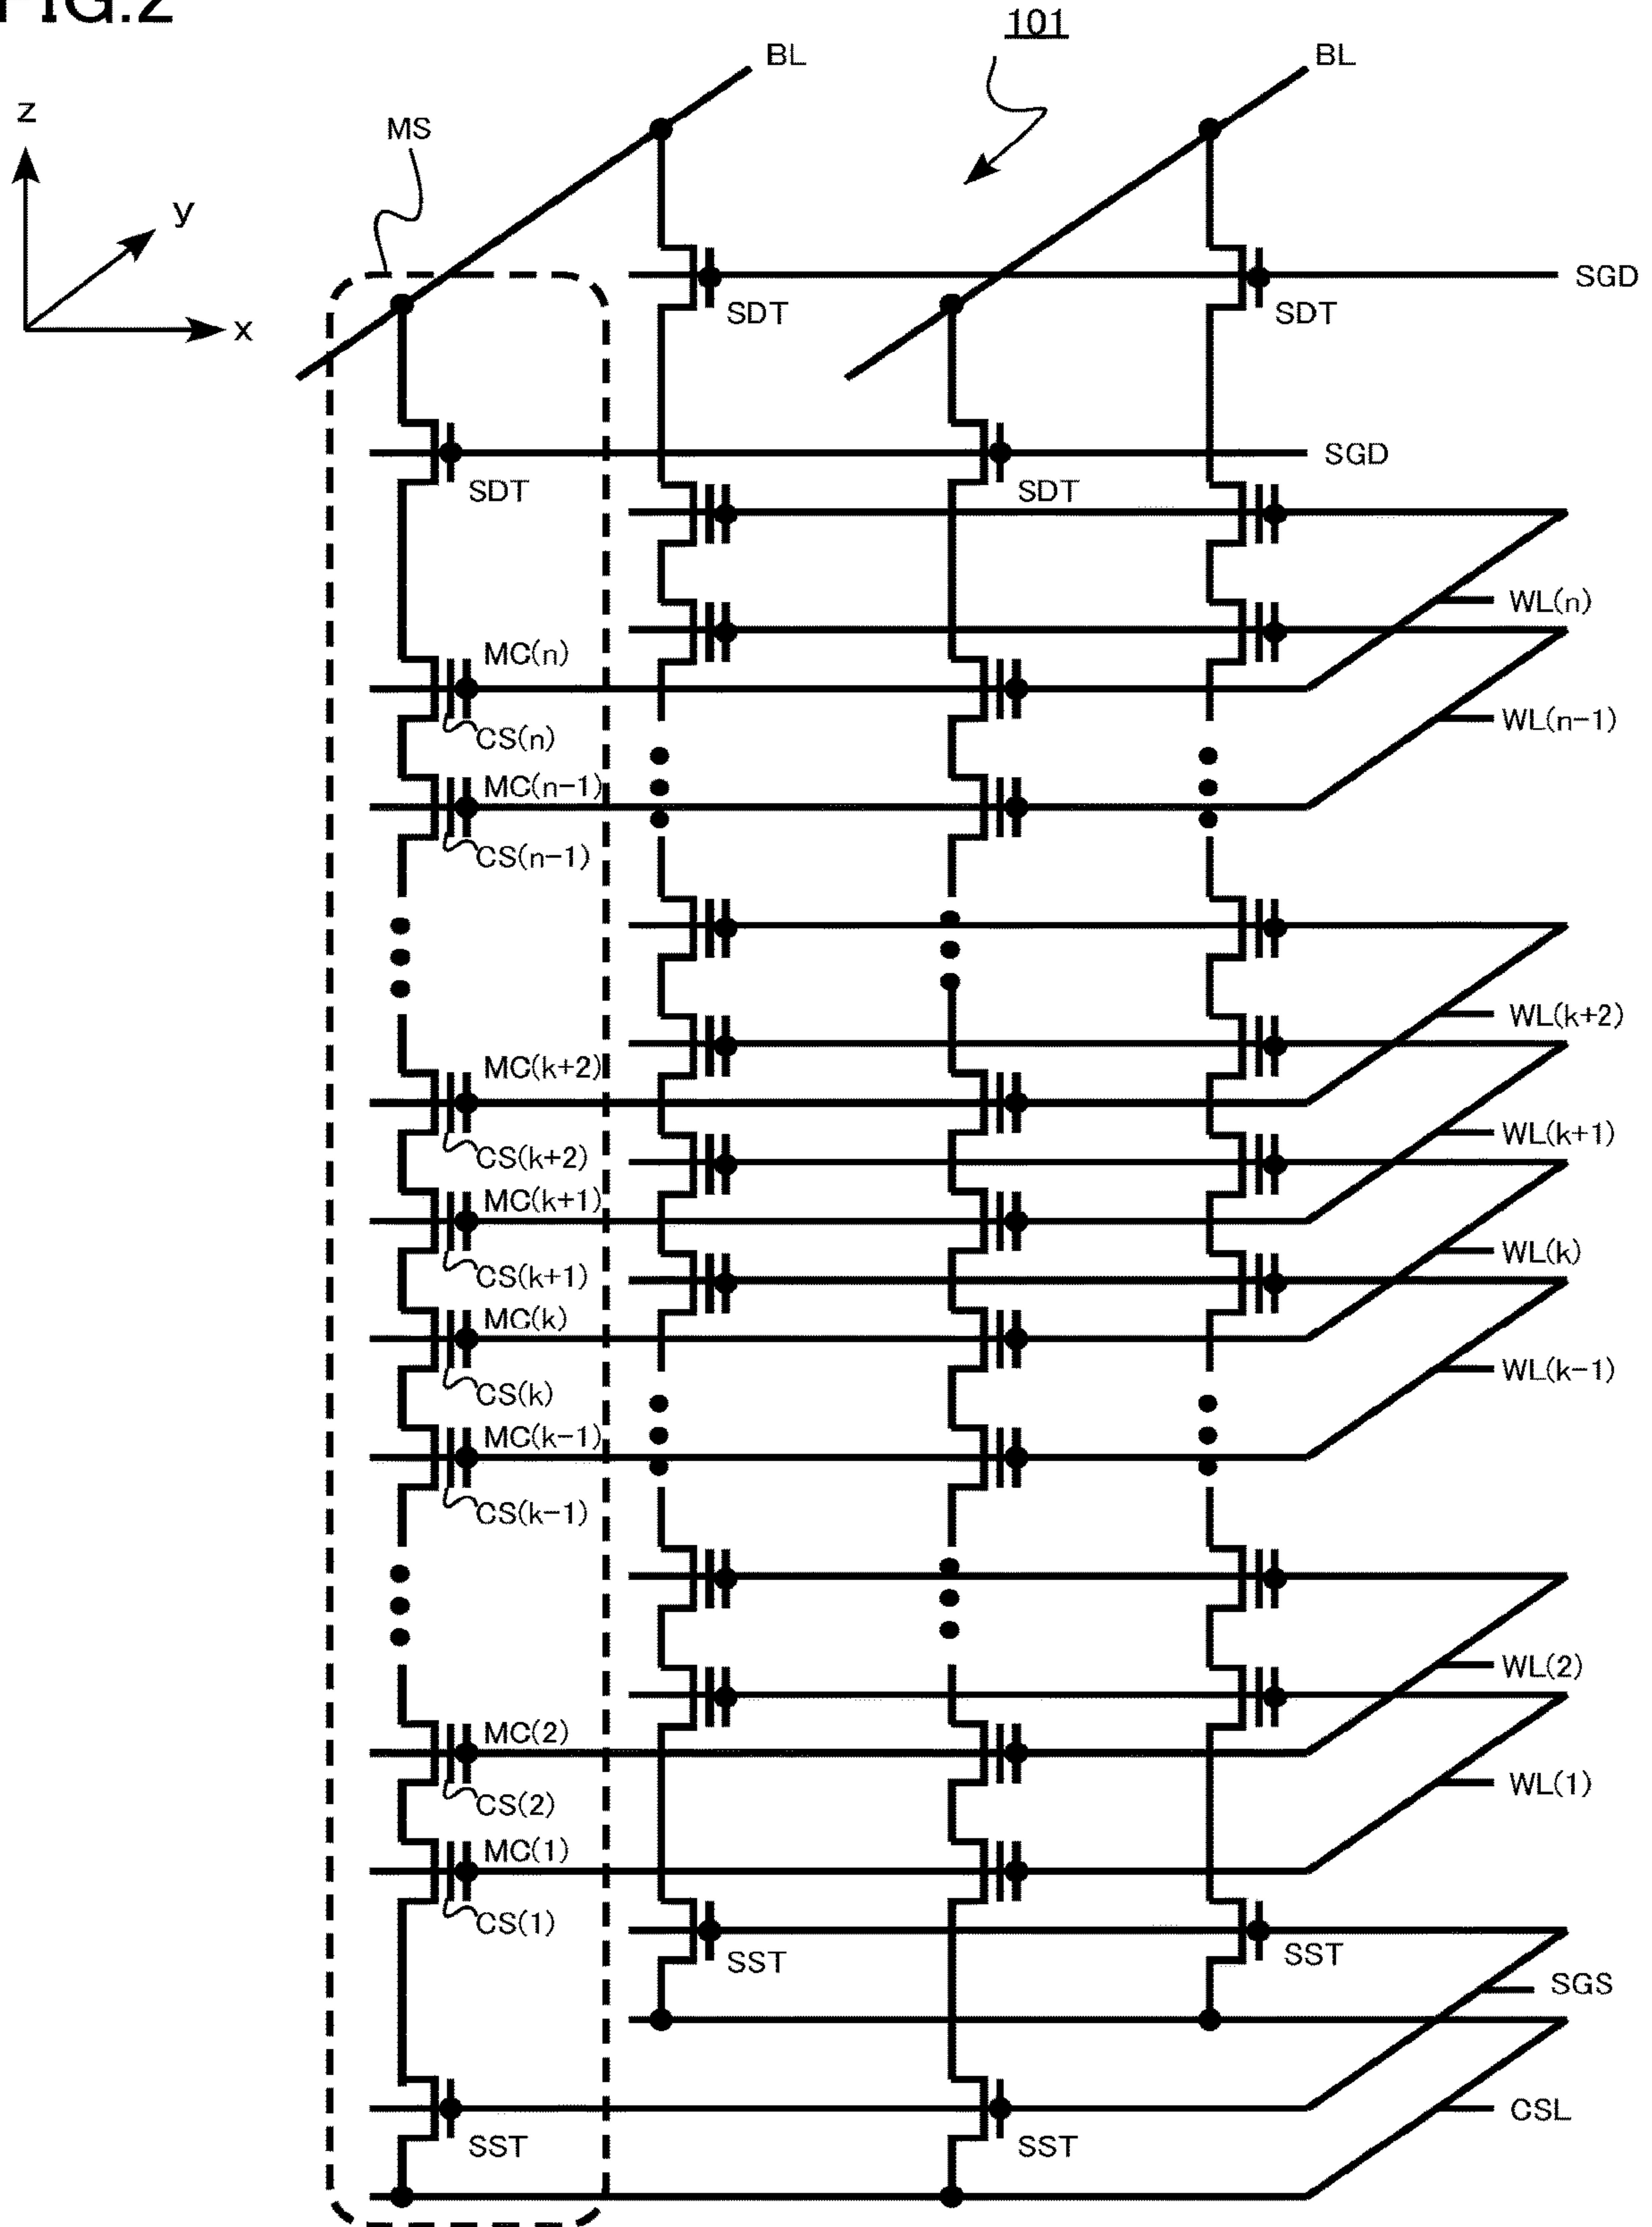 FIG.2
101
BL
BL
z
MS
y
x
SGD
SDT
SDT
SGD
SDT
SDT
WL(n)
MC(n)
WL(n-1)
CS(n)
MC(n-1)
CS(n-1)
WL(k+2)
MC(k+2)
WL(k+1)
CS(k+2)
MC(k+1)
WL(k)
CS(k+1)
MC(k)
WL(k-1)
CS(k)
MC(k-1)
CS(k-1)
WL(2)
MC(2)
WL(1)
CS(2)
MC(1)
CS(1)
SST
SST
SGS
CSL
SST
SST